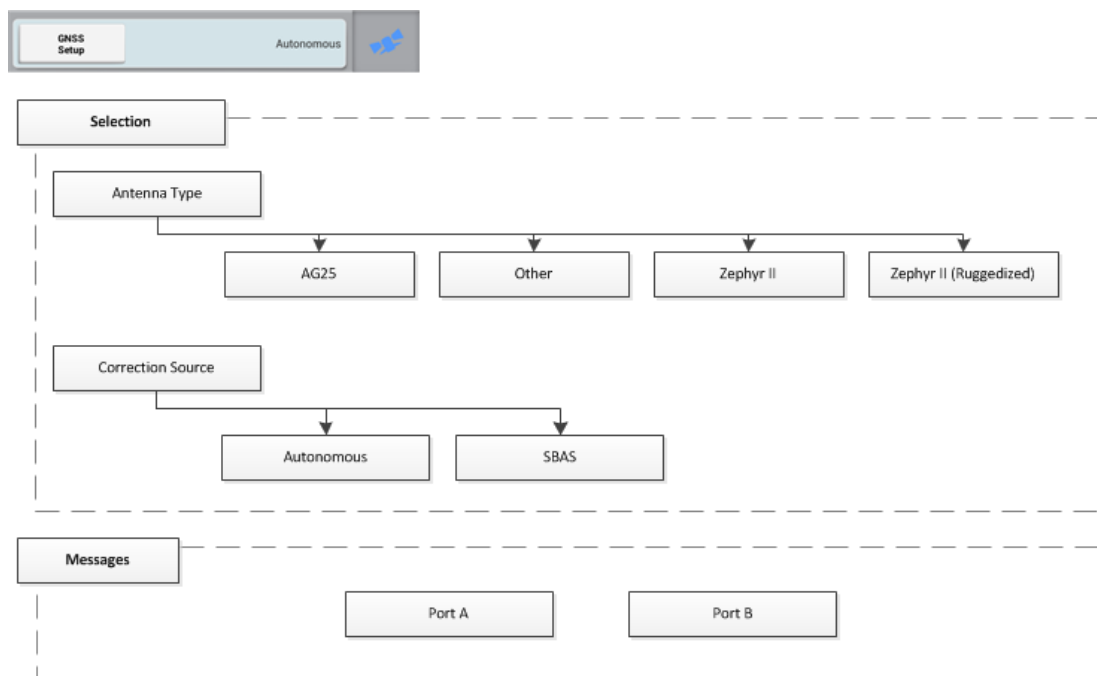 GNSS
Setup
Autonomous
Selection
Antenna Type
AG25
Other
Zephyr II
Zephyr II (Ruggedized)
Correction Source
Autonomous
SBAS
Messages
Port A
Port B